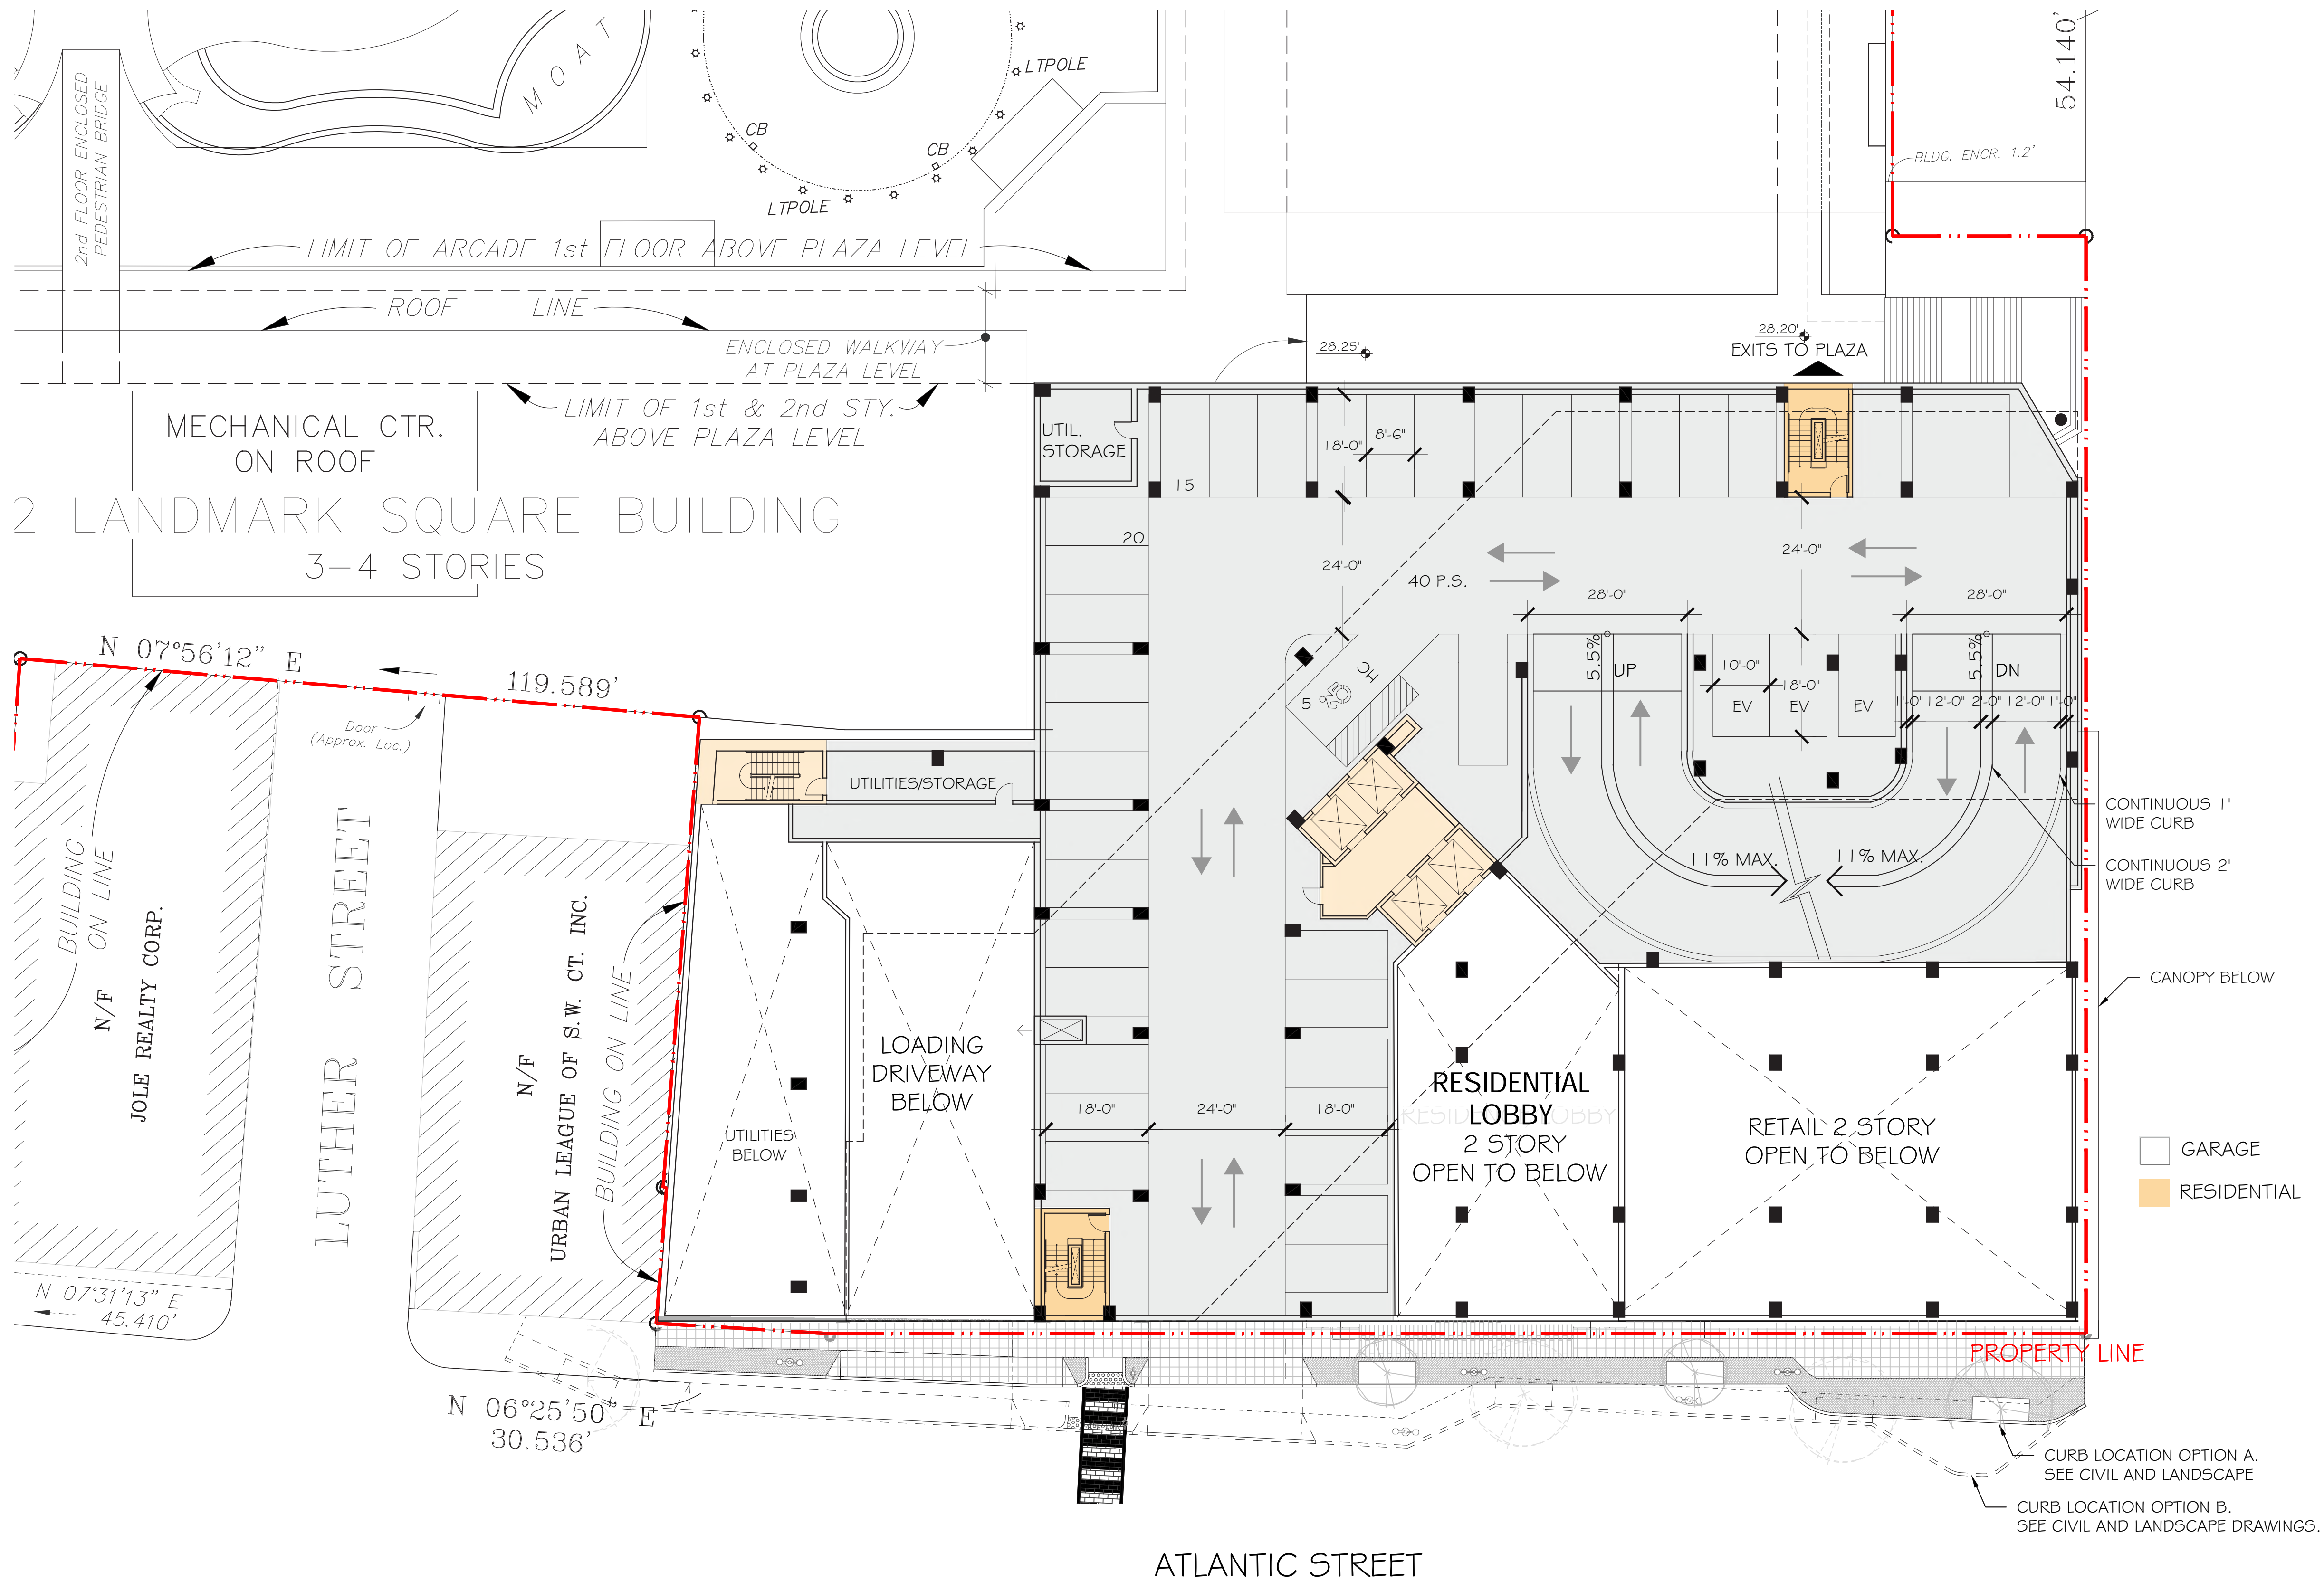 2nd FLOOR ENCLOSED
PEDESTRIAN BRIDGE
MOAT
LTPOLE
CB
CB
LTPOLE
54.140'
BLDG. ENCR. 1.2'
LIMIT OF ARCADE 1st FLOOR ABOVE PLAZA LEVEL
ROOF LINE
ENCLOSED WALKWAY
AT PLAZA LEVEL
28.25'
28.20'
EXITS TO PLAZA
LIMIT OF 1st & 2nd STY.
ABOVE PLAZA LEVEL
MECHANICAL CTR.
ON ROOF
2 LANDMARK SQUARE BUILDING
3-4 STORIES
UTIL.
STORAGE
18'-0"
8'-6"
15
20
24'-0"
40 P.S.
24'-0"
28'-0"
28'-0"
5.5%
UP
5.5%
DN
10'-0"
18'-0"
EV
EV
EV
1'-0" 12'-0" 2'-0" 12'-0" 1'-0"
HC
5
N 07°56'12" E
119.589'
Door
(Approx. Loc.)
UTILITIES/STORAGE
CONTINUOUS 1'
WIDE CURB
11% MAX.
11% MAX.
CONTINUOUS 2'
WIDE CURB
CANOPY BELOW
BUILDING
ON LINE
N/F
JOLE REALTY CORP.
LUTHER STREET
N/F
URBAN LEAGUE OF S.W. CT. INC.
BUILDING ON LINE
LOADING
DRIVEWAY
BELOW
UTILITIES
BELOW
18'-0"
24'-0"
18'-0"
RESIDENTIAL
LOBBY
RESIDENTIAL LOBBY
2 STORY
OPEN TO BELOW
RETAIL 2 STORY
OPEN TO BELOW
GARAGE
RESIDENTIAL
N 07°31'13" E
45.410'
PROPERTY LINE
N 06°25'50" E
30.536'
CURB LOCATION OPTION A.
SEE CIVIL AND LANDSCAPE
CURB LOCATION OPTION B.
SEE CIVIL AND LANDSCAPE DRAWINGS.
ATLANTIC STREET